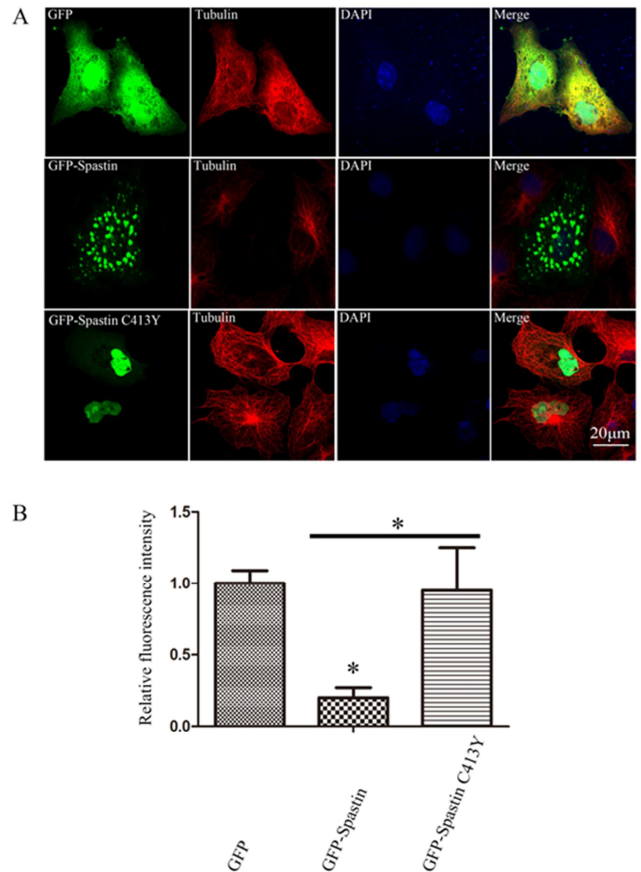 A
GFP Tubulin DAPI Merge
GFP-Spastin Tubulin DAPI Merge
GFP-Spastin C413Y Tubulin DAPI Merge
20μm
B
Relative fluorescence intensity
1.5
1.0
0.5
0.0
*
*
GFP
GFP-Spastin
GFP-Spastin C413Y